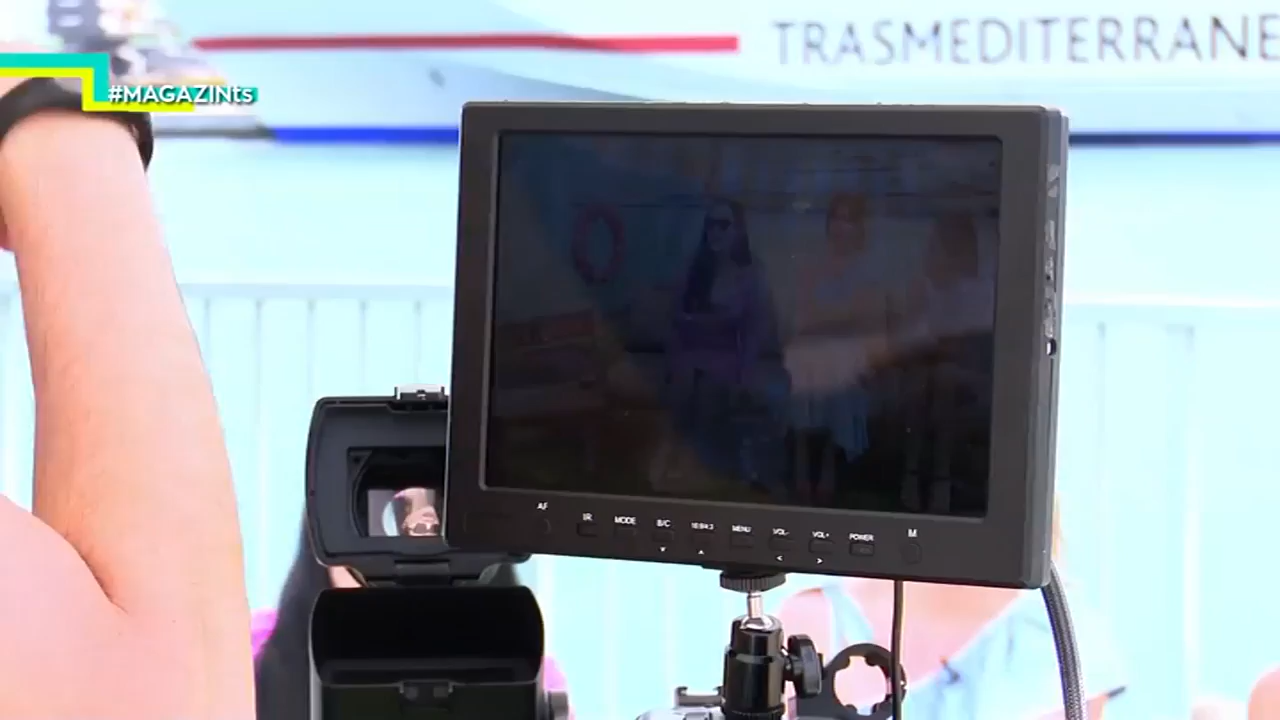 TRASMEDITERRANE
#MAGAZINts
AF
IR
MODE
B/C
16:9/4:3
MENU
VOL-
VOL+
POWER
M